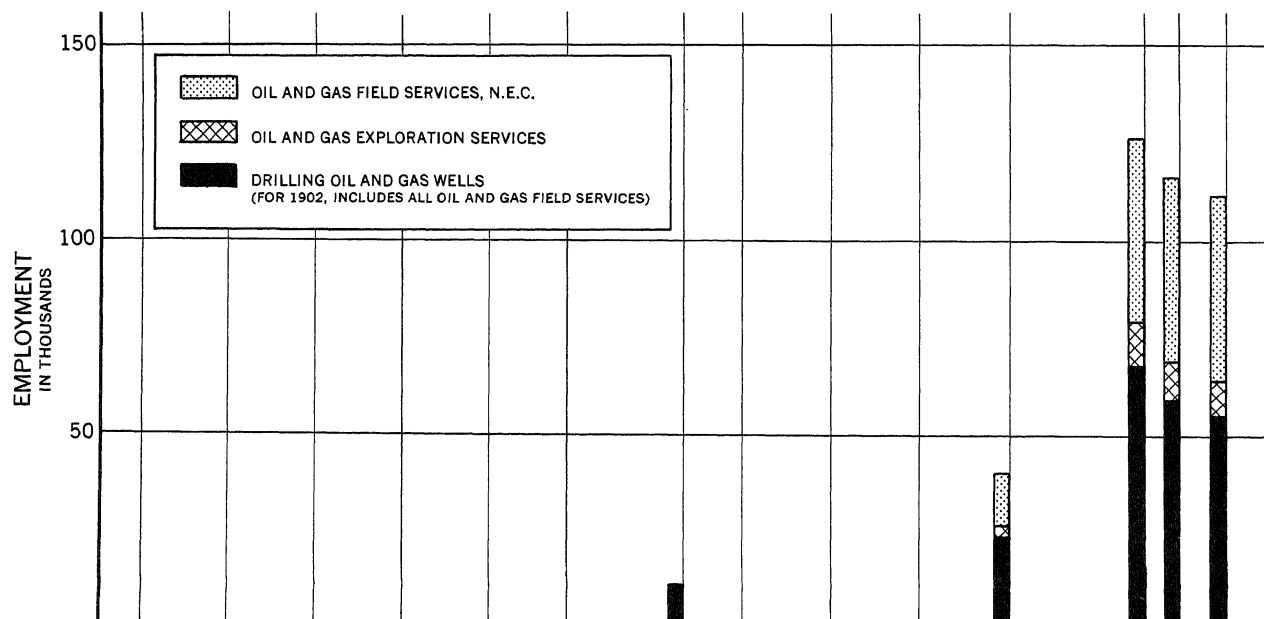 150
OIL AND GAS FIELD SERVICES, N.E.C.
OIL AND GAS EXPLORATION SERVICES
DRILLING OIL AND GAS WELLS
(FOR 1902, INCLUDES ALL OIL AND GAS FIELD SERVICES)
100
EMPLOYMENT
IN THOUSANDS
50